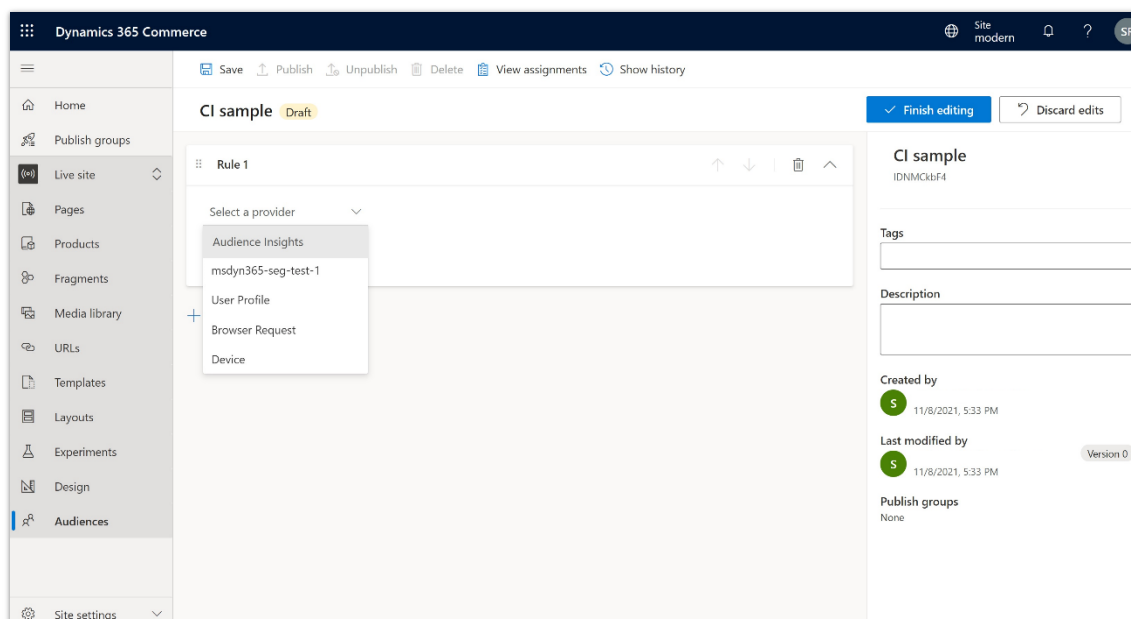 Dynamics 365 Commerce
Site
modern
?
SF
Save
Publish
Unpublish
Delete
View assignments
Show history
Home
Publish groups
Live site
Pages
Products
Fragments
Media library
URLs
Templates
Layouts
Experiments
Design
Audiences
Site settings
CI sample
Draft
Finish editing
Discard edits
Rule 1
Select a provider
Audience Insights
msdyn365-seg-test-1
User Profile
Browser Request
Device
CI sample
IDNMCkbF4
Tags
Description
Created by
S
11/8/2021, 5:33 PM
Last modified by
S
11/8/2021, 5:33 PM
Version 0
Publish groups
None